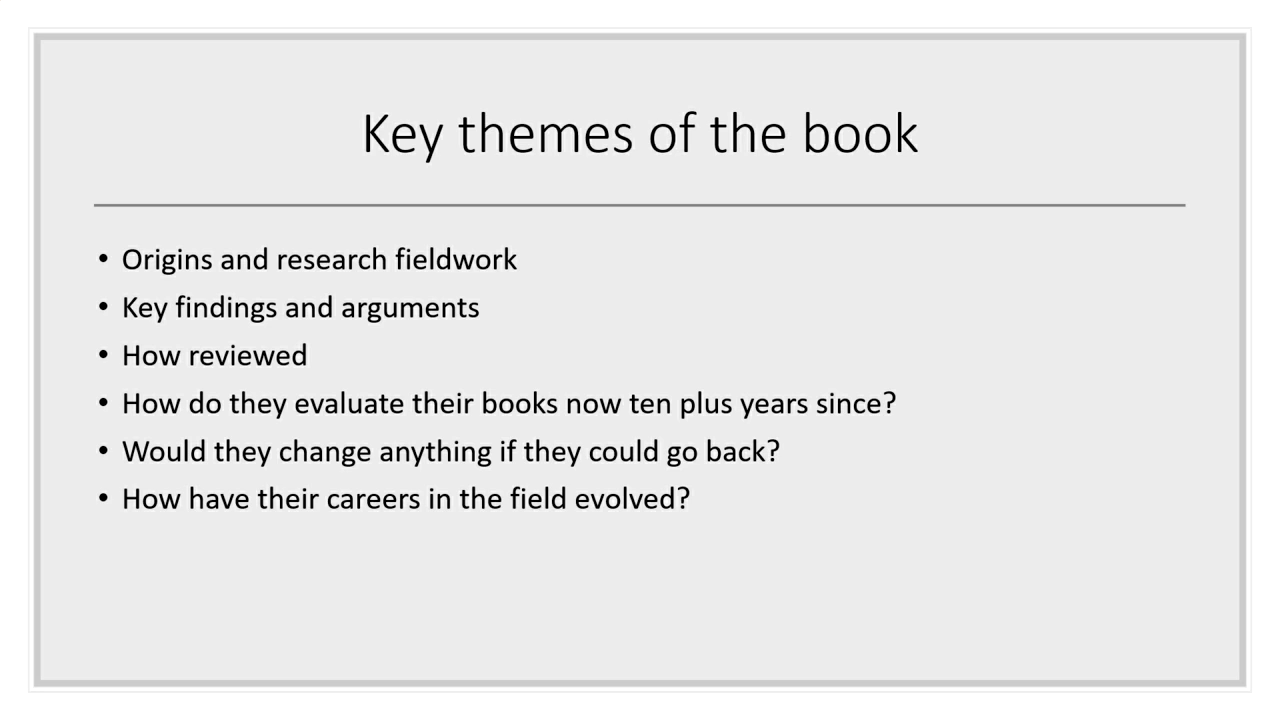 Key themes of the book
• Origins and research fieldwork
• Key findings and arguments
• How reviewed
• How do they evaluate their books now ten plus years since?
• Would they change anything if they could go back?
• How have their careers in the field evolved?